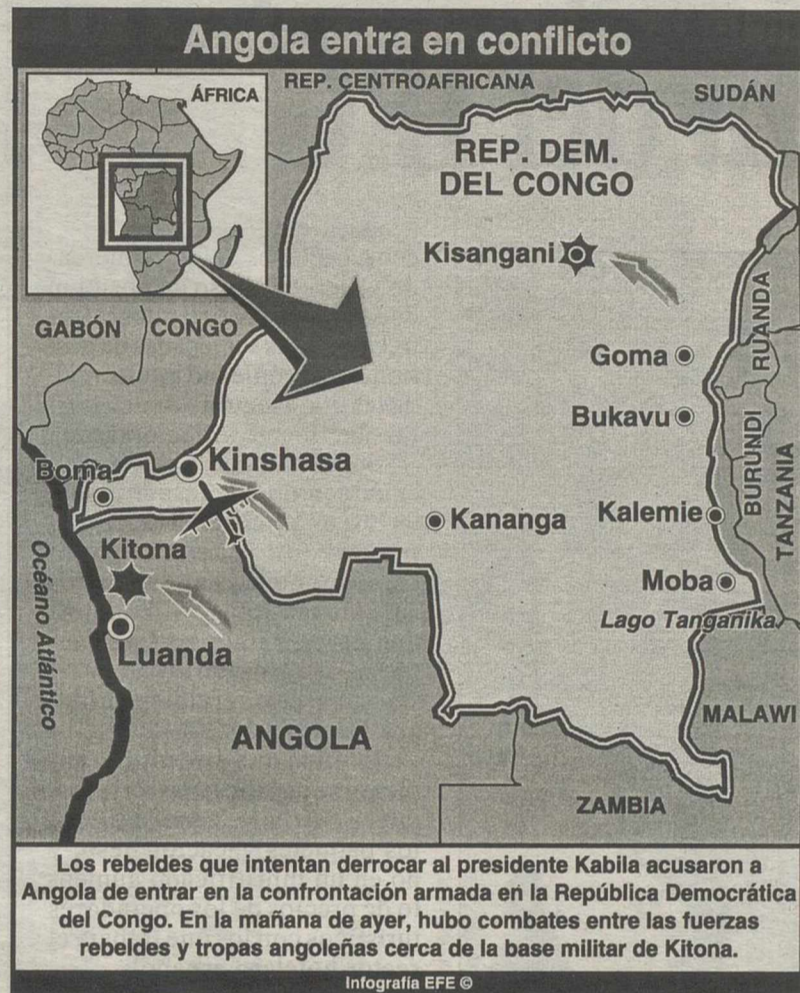 Angola entra en conflicto
ÁFRICA
REP. CENTROAFRICANA
SUDÁN
REP. DEM.
DEL CONGO
Kisangani
GABÓN
CONGO
RUANDA
Goma
Bukavu
BURUNDI
TANZANIA
Boma
Kinshasa
Kananga
Kalemie
Kitona
Moba
Océano Atlántico
Lago Tanganika
Luanda
MALAWI
ANGOLA
ZAMBIA
Los rebeldes que intentan derrocar al presidente Kabila acusaron a
Angola de entrar en la confrontación armada en la República Democrática
del Congo. En la mañana de ayer, hubo combates entre las fuerzas
rebeldes y tropas angoleñas cerca de la base militar de Kitona.
Infografía EFE ©